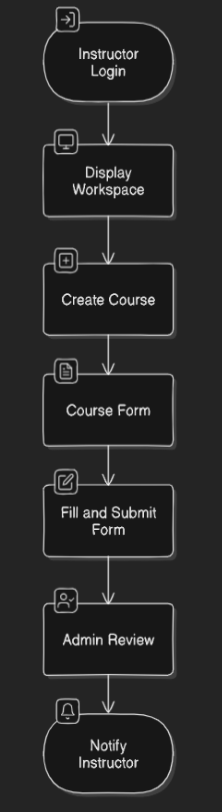 Instructor
Login
Display
Workspace
Create Course
Course Form
Fill and Submit
Form
Admin Review
Notify
Instructor